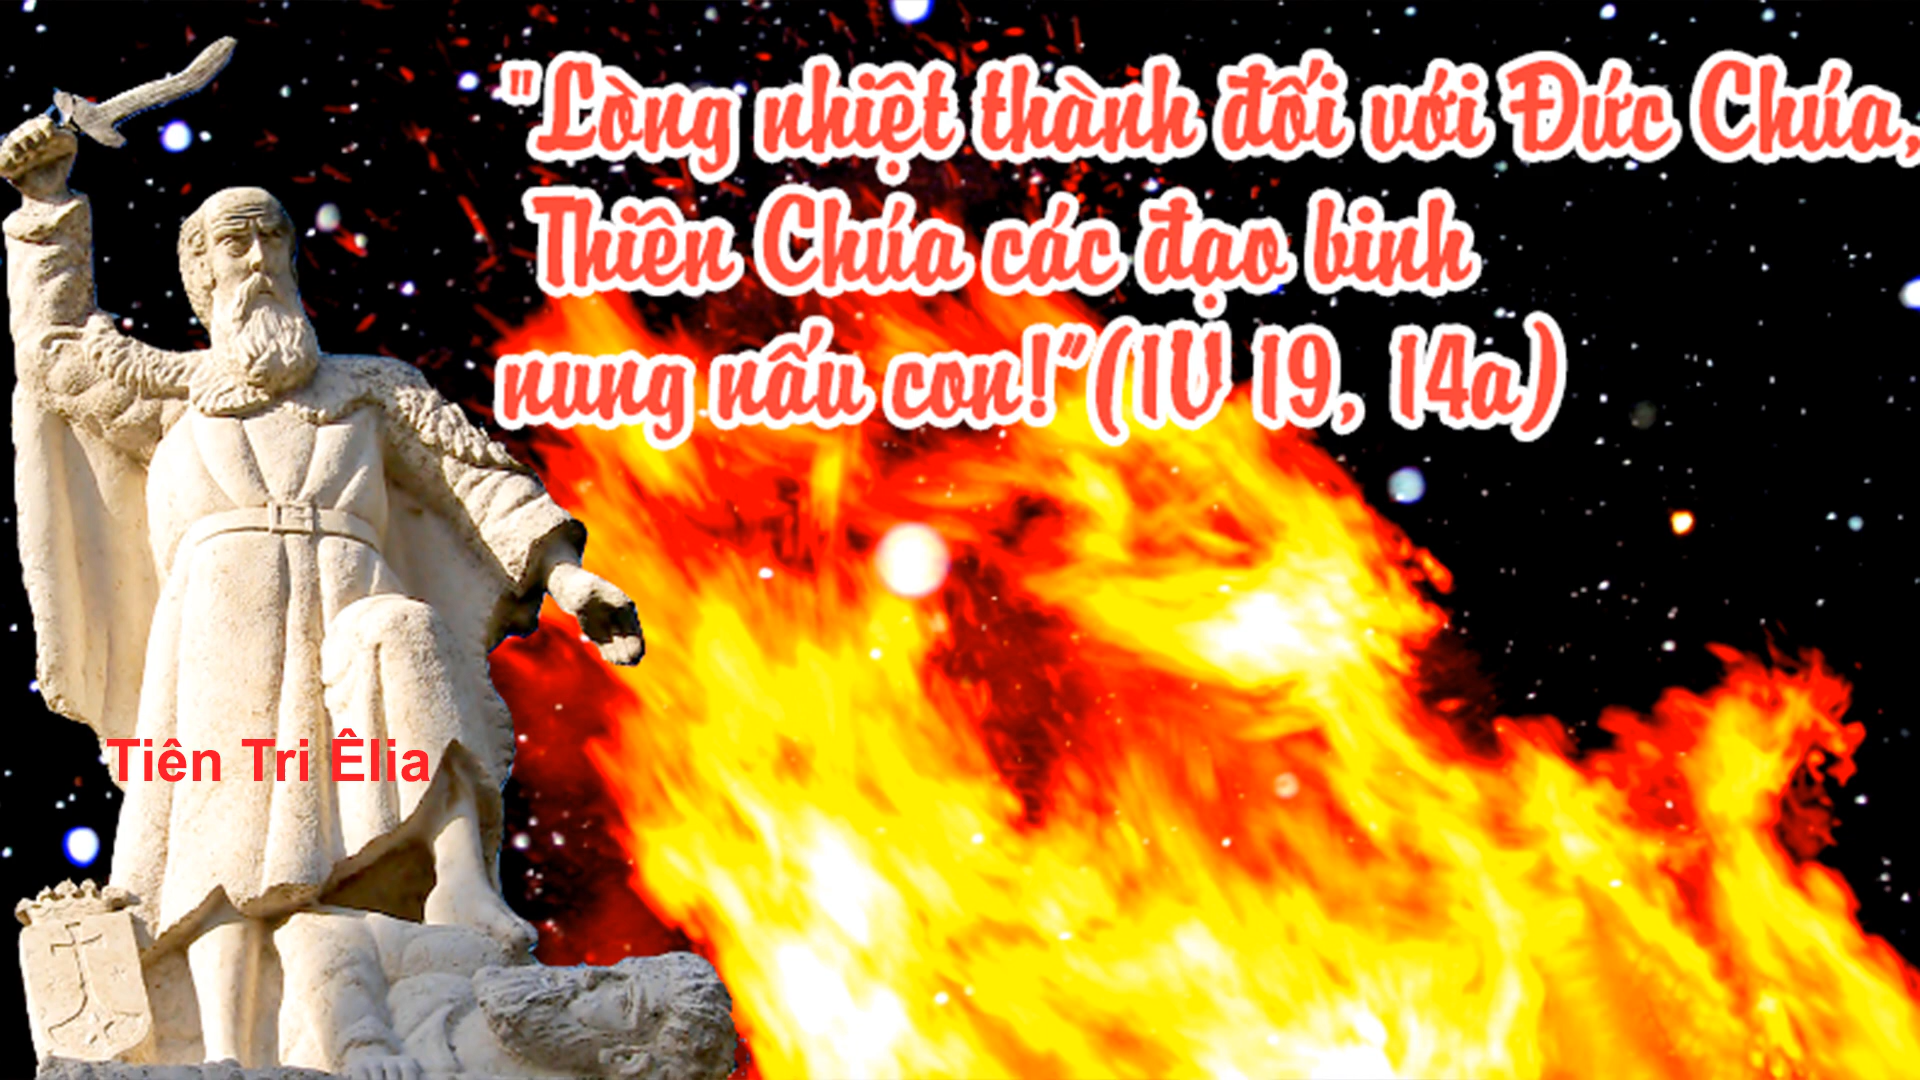 "Lòng nhiệt thành đối với Đức Chúa,
Thiên Chúa các đạo binh
nung nấu con!"(1V 19, 14a)
Tiên Tri Êlia